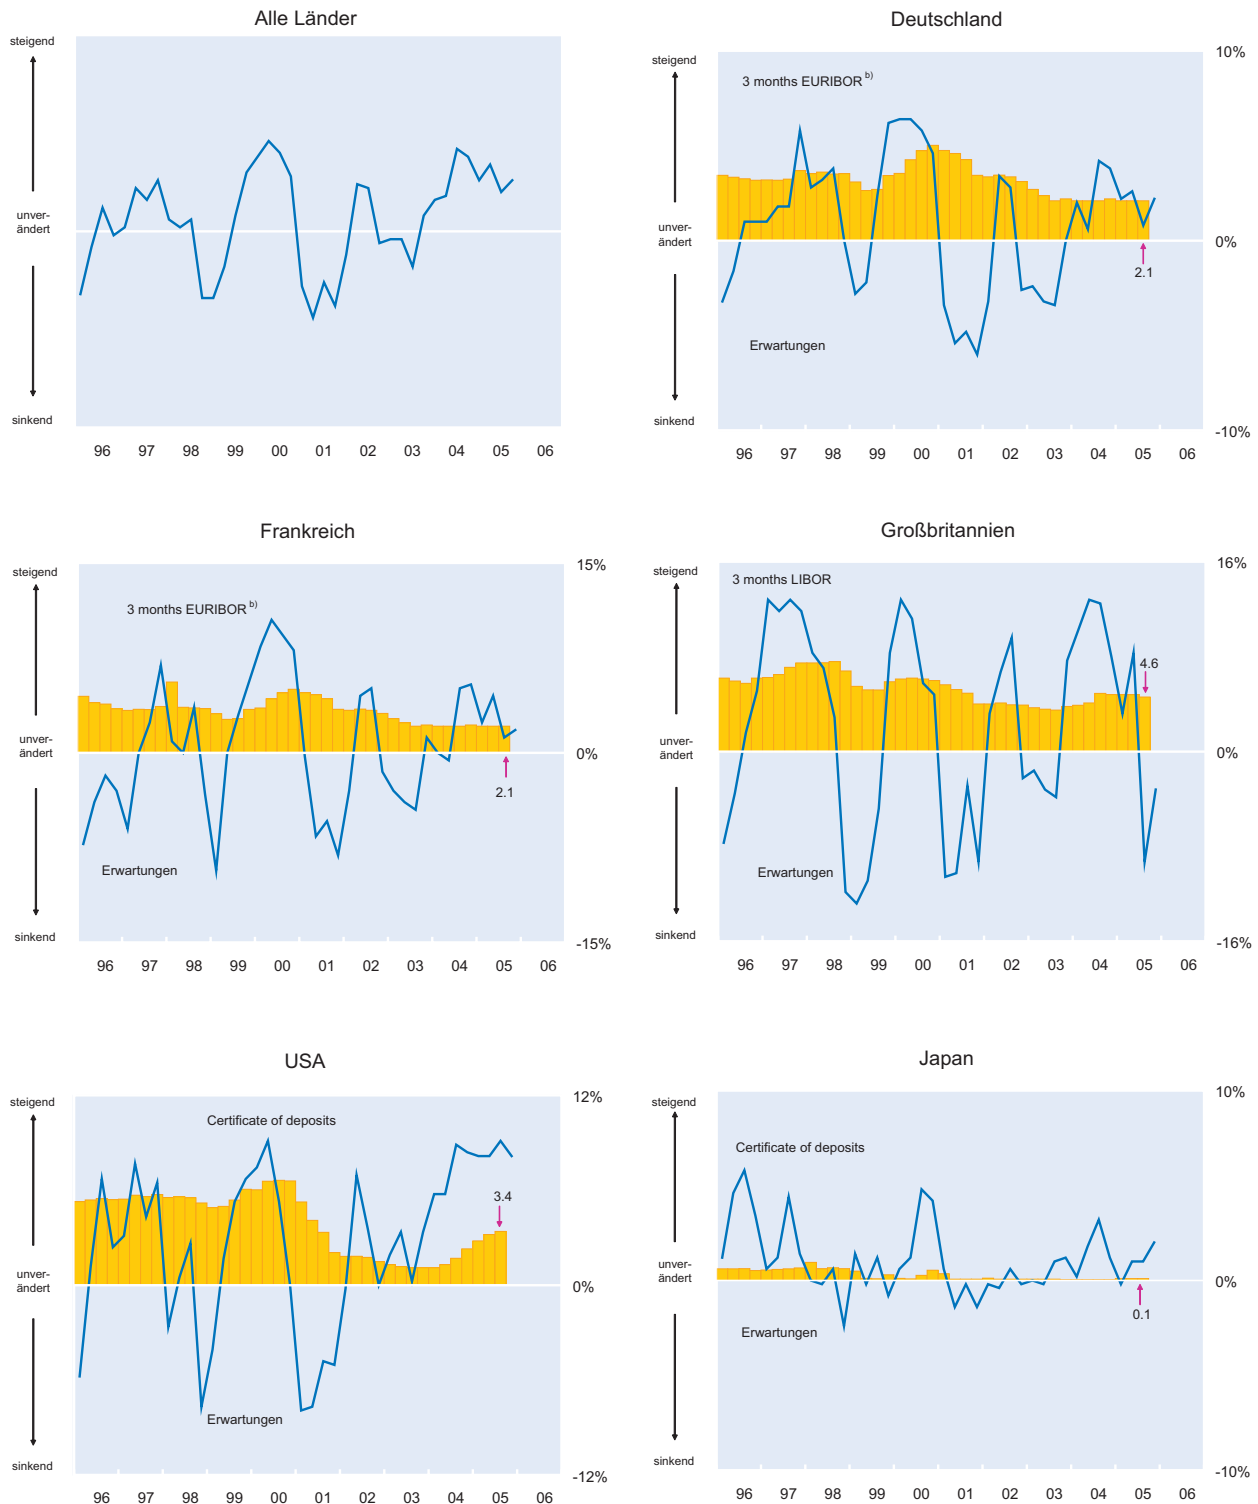 Alle Länder
steigend
unver-
ändert
sinkend
96 97 98 99 00 01 02 03 04 05 06
Deutschland
10%
steigend
3 months EURIBOR b)
unver-
ändert
0%
2.1
Erwartungen
sinkend
-10%
96 97 98 99 00 01 02 03 04 05 06
Frankreich
15%
steigend
3 months EURIBOR b)
unver-
ändert
0%
2.1
Erwartungen
sinkend
-15%
96 97 98 99 00 01 02 03 04 05 06
Großbritannien
16%
steigend
3 months LIBOR
4.6
unver-
ändert
0%
Erwartungen
sinkend
-16%
96 97 98 99 00 01 02 03 04 05 06
USA
12%
steigend
Certificate of deposits
3.4
unver-
ändert
0%
Erwartungen
sinkend
-12%
96 97 98 99 00 01 02 03 04 05 06
Japan
10%
steigend
Certificate of deposits
unver-
ändert
0%
0.1
Erwartungen
sinkend
-10%
96 97 98 99 00 01 02 03 04 05 06